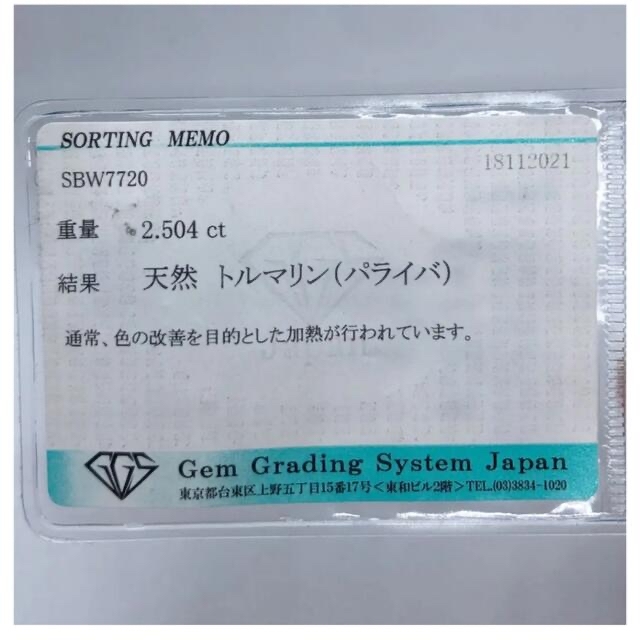 SORTING MEMO
18112021
SBW7720
重量 2.504 ct
結果 天然 トルマリン(パライバ)
通常、色の改善を目的とした加熱が行われています。
GGS Gem Grading System Japan
東京都台東区上野五丁目15番17号<東和ビル2階>TEL.(03)3834-1020